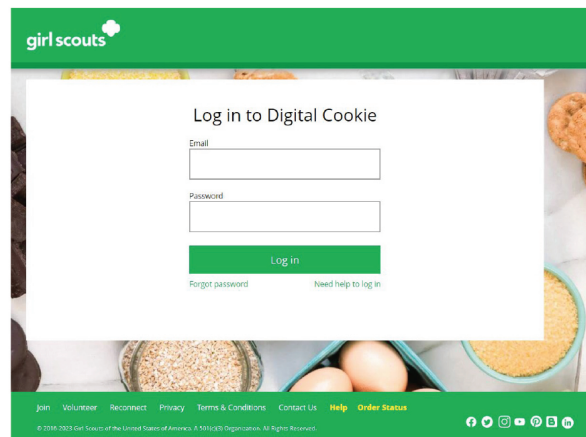 girl scouts
Log in to Digital Cookie
Email
Password
Log in
Forgot password Need help to log in
Join Volunteer Reconnect Privacy Terms & Conditions Contact Us Help Order Status
© 2016-2023 Girl Scouts of the United States of America. A 501(c)(3) Organization. All Rights Reserved.